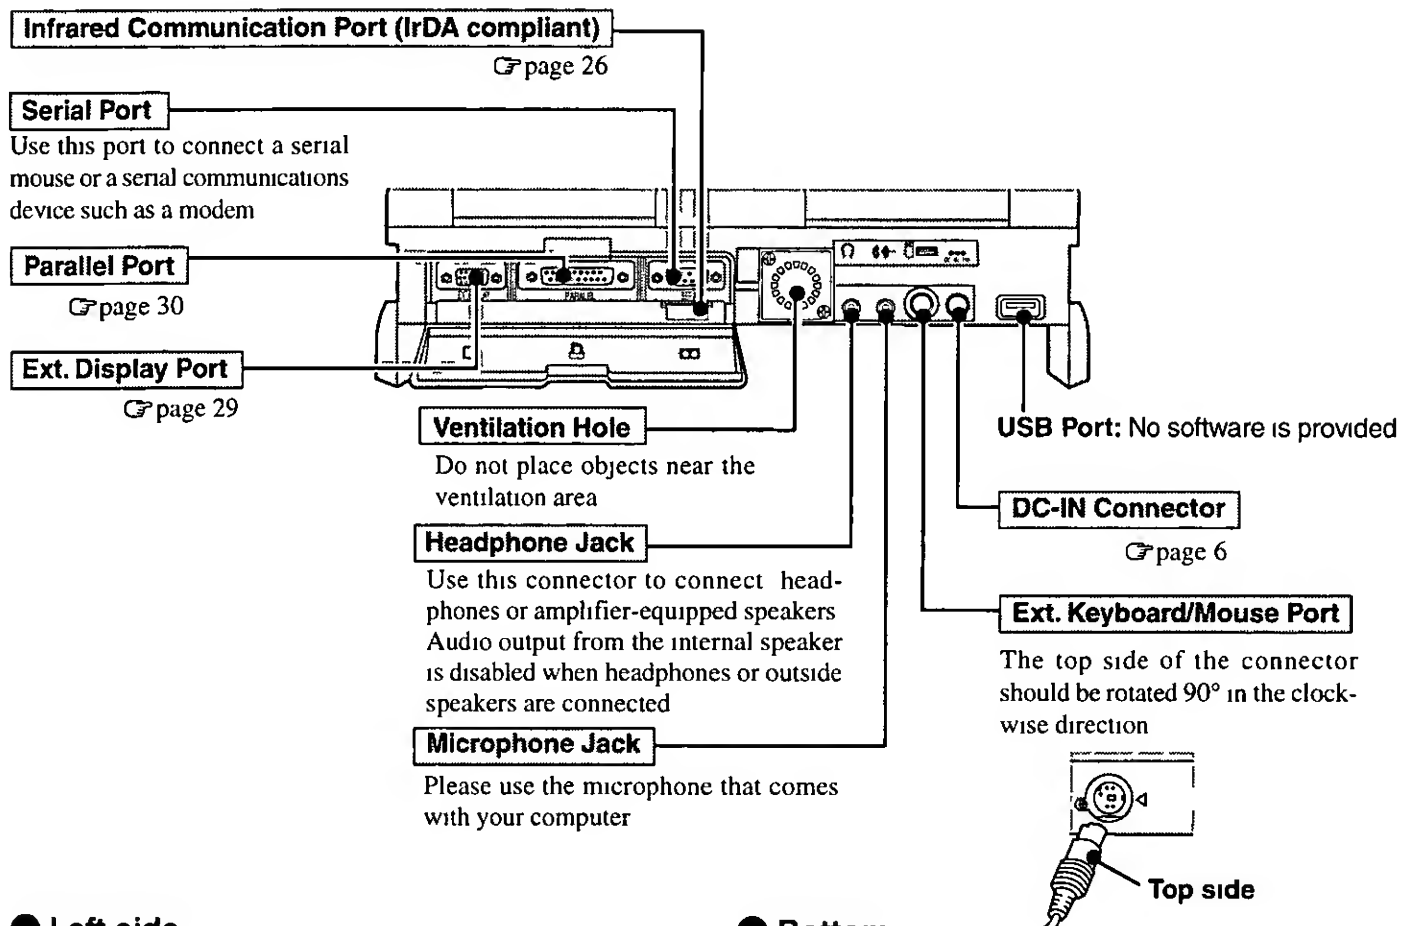 Infrared Communication Port (IrDA compliant)
☞ page 26
Serial Port
Use this port to connect a serial
mouse or a serial communications
device such as a modem
Parallel Port
☞ page 30
Ext. Display Port
☞ page 29
PARALLEL
Ventilation Hole
Do not place objects near the
ventilation area
Headphone Jack
Use this connector to connect head-
phones or amplifier-equipped speakers
Audio output from the internal speaker
is disabled when headphones or outside
speakers are connected
Microphone Jack
Please use the microphone that comes
with your computer
USB Port: No software is provided
DC-IN Connector
☞ page 6
Ext. Keyboard/Mouse Port
The top side of the connector
should be rotated 90° in the clock-
wise direction
Top side
Left side
Bottom